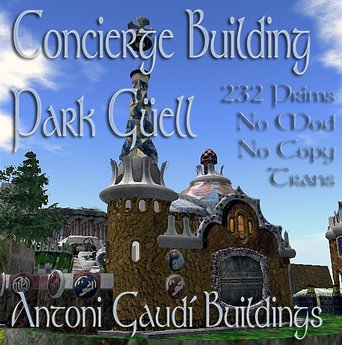 Concierge Building
Park Güell
232 Prims
No Mod
No Copy
Trans
Antoni Gaudí Buildings